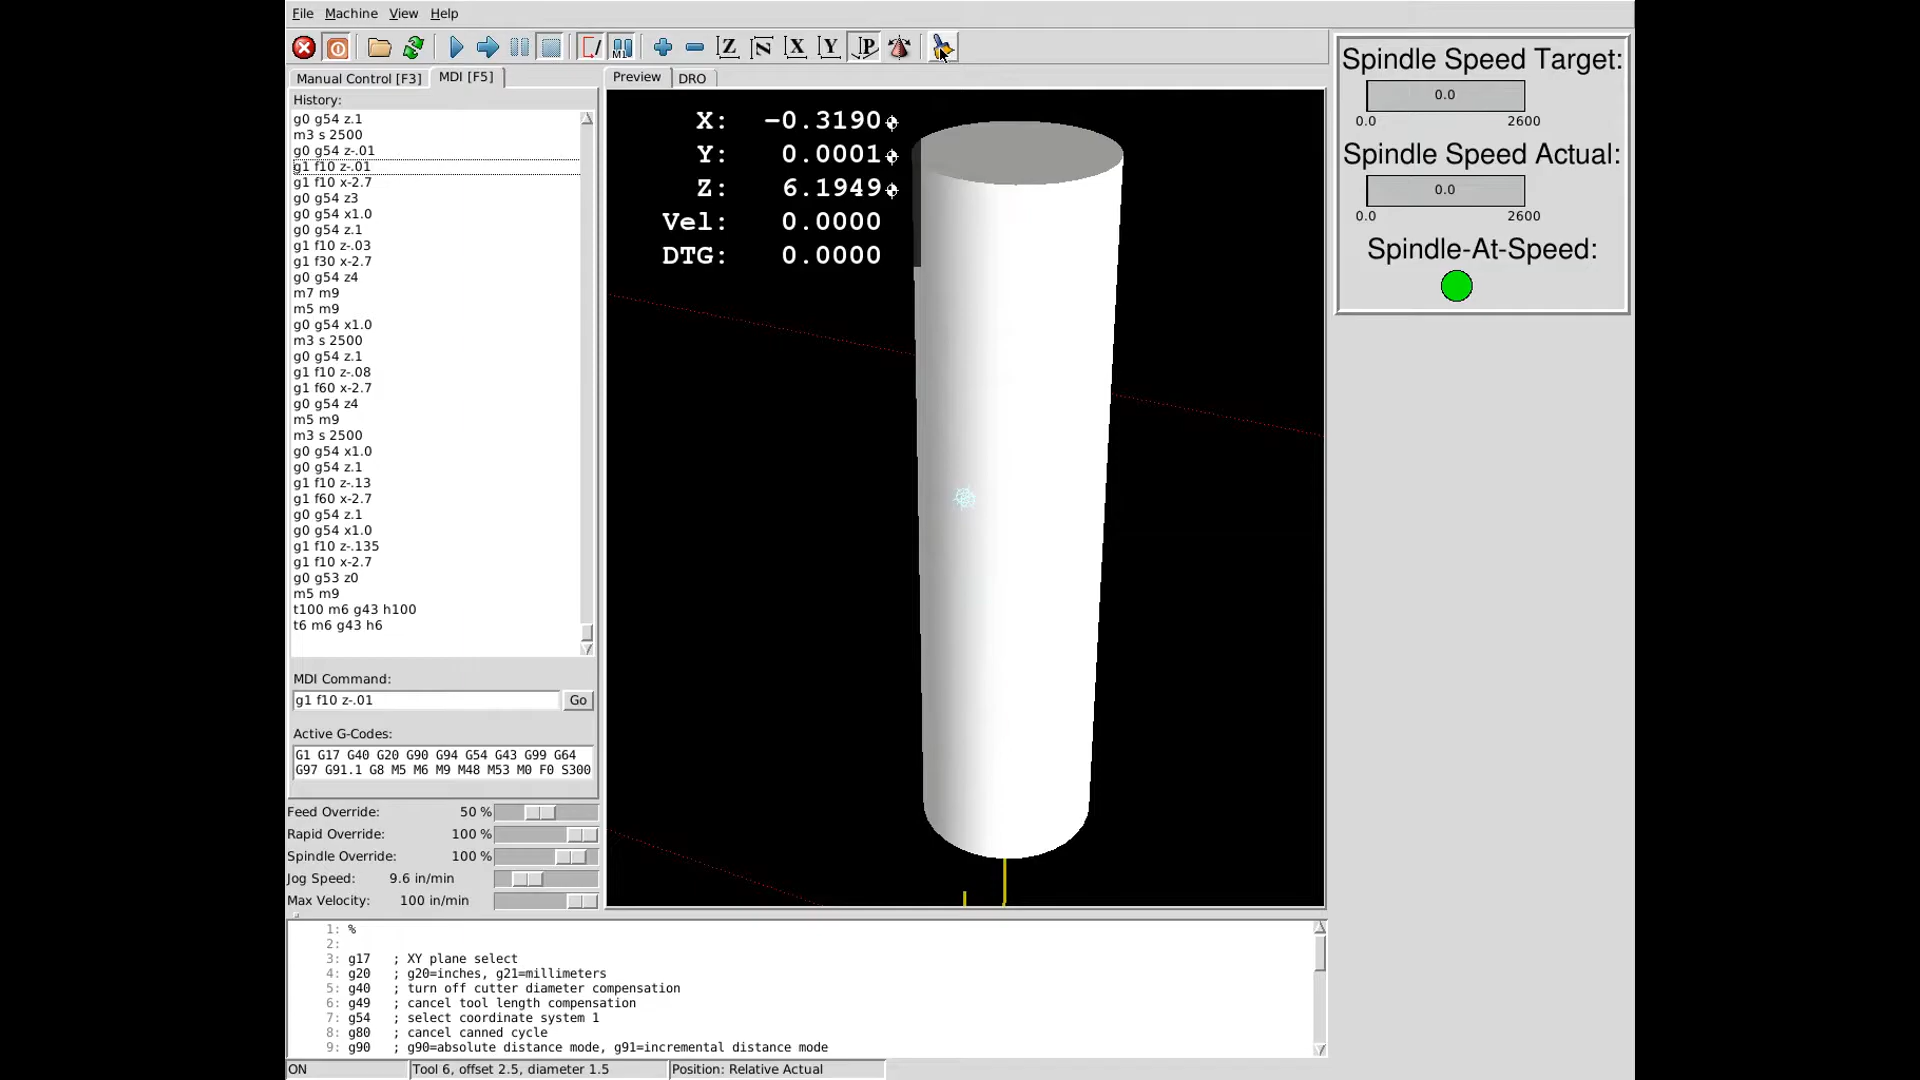 File Machine View Help
Z N X Y P
Manual Control [F3] MDI [F5]
History:
g0 g54 z.1
m3 s 2500
g0 g54 z-.01
g1 f10 z-.01
g1 f10 x-2.7
g0 g54 z3
g0 g54 x1.0
g0 g54 z.1
g1 f10 z-.03
g1 f30 x-2.7
g0 g54 z4
m7 m9
m5 m9
g0 g54 x1.0
m3 s 2500
g0 g54 z.1
g1 f10 z-.08
g1 f60 x-2.7
g0 g54 z4
m5 m9
m3 s 2500
g0 g54 x1.0
g0 g54 z.1
g1 f10 z-.13
g1 f60 x-2.7
g0 g54 z.1
g0 g54 x1.0
g1 f10 z-.135
g1 f10 x-2.7
g0 g53 z0
m5 m9
t100 m6 g43 h100
t6 m6 g43 h6
MDI Command:
g1 f10 z-.01 Go
Active G-Codes:
G1 G17 G40 G20 G90 G94 G54 G43 G99 G64
G97 G91.1 G8 M5 M6 M9 M48 M53 M0 F0 S300
Feed Override: 50 %
Rapid Override: 100 %
Spindle Override: 100 %
Jog Speed: 9.6 in/min
Max Velocity: 100 in/min
Preview DRO
X: -0.3190
Y: 0.0001
Z: 6.1949
Vel: 0.0000
DTG: 0.0000
Spindle Speed Target:
0.0
0.0 2600
Spindle Speed Actual:
0.0
0.0 2600
Spindle-At-Speed:
1: %
2:
3: g17 ; XY plane select
4: g20 ; g20=inches, g21=millimeters
5: g40 ; turn off cutter diameter compensation
6: g49 ; cancel tool length compensation
7: g54 ; select coordinate system 1
8: g80 ; cancel canned cycle
9: g90 ; g90=absolute distance mode, g91=incremental distance mode
ON Tool 6, offset 2.5, diameter 1.5 Position: Relative Actual